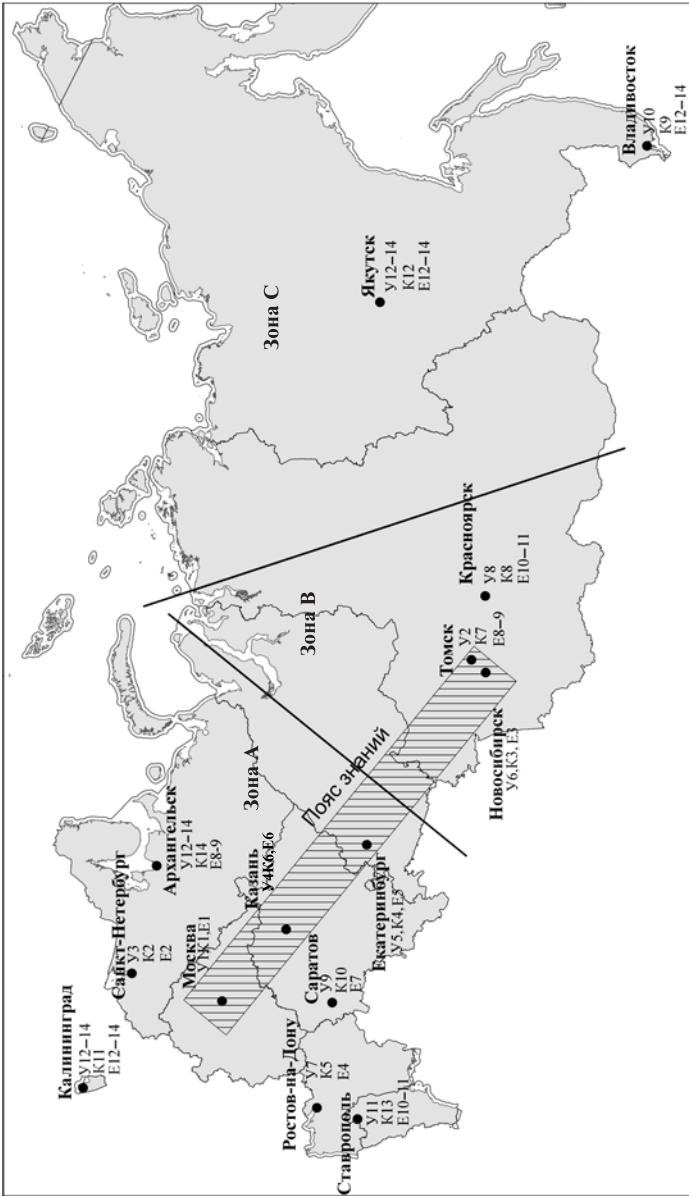 Калининград
У12–14
К11
Е12–14
Санкт-Петербург
У3
К2
Е2
Архангельск
У12–14
К14
Е8-9
Москва
У1К1,Е1
Казань
У4К6,Е6
Зона А
Ростов-на-Дону
У7
К5
Е4
Ставрополь
У11
К13
Е10–11
Саратов
У9
К10
Е7
Екатеринбург
У5, К4, Е5
Пояс знаний
Зона В
Новосибирск
У6,К3, Е3
Томск
У2
К7
Е8–9
Красноярск
У8
К8
Е10–11
Зона С
Якутск
У12–14
К12
Е12–14
Владивосток
У10
К9
Е12–14